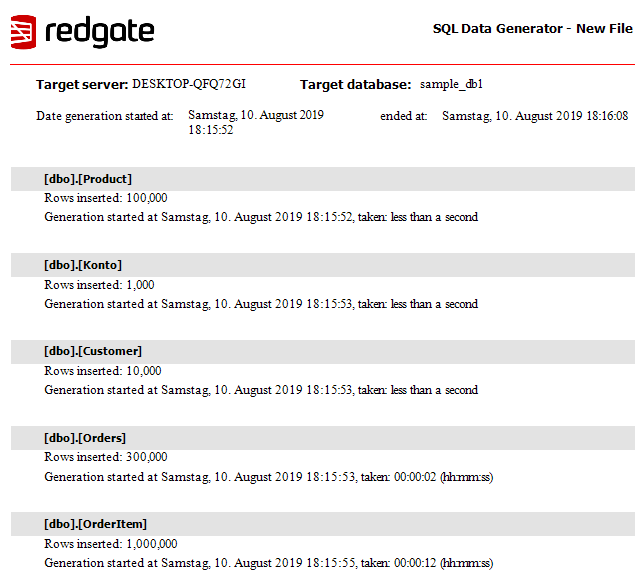 redgate
SQL Data Generator - New File
Target server: DESKTOP-QFQ72GI Target database: sample_db1
Date generation started at: Samstag, 10. August 2019 ended at: Samstag, 10. August 2019 18:16:08
18:15:52
[dbo].[Product]
Rows inserted: 100,000
Generation started at Samstag, 10. August 2019 18:15:52, taken: less than a second
[dbo].[Konto]
Rows inserted: 1,000
Generation started at Samstag, 10. August 2019 18:15:53, taken: less than a second
[dbo].[Customer]
Rows inserted: 10,000
Generation started at Samstag, 10. August 2019 18:15:53, taken: less than a second
[dbo].[Orders]
Rows inserted: 300,000
Generation started at Samstag, 10. August 2019 18:15:53, taken: 00:00:02 (hh:mm:ss)
[dbo].[OrderItem]
Rows inserted: 1,000,000
Generation started at Samstag, 10. August 2019 18:15:55, taken: 00:00:12 (hh:mm:ss)